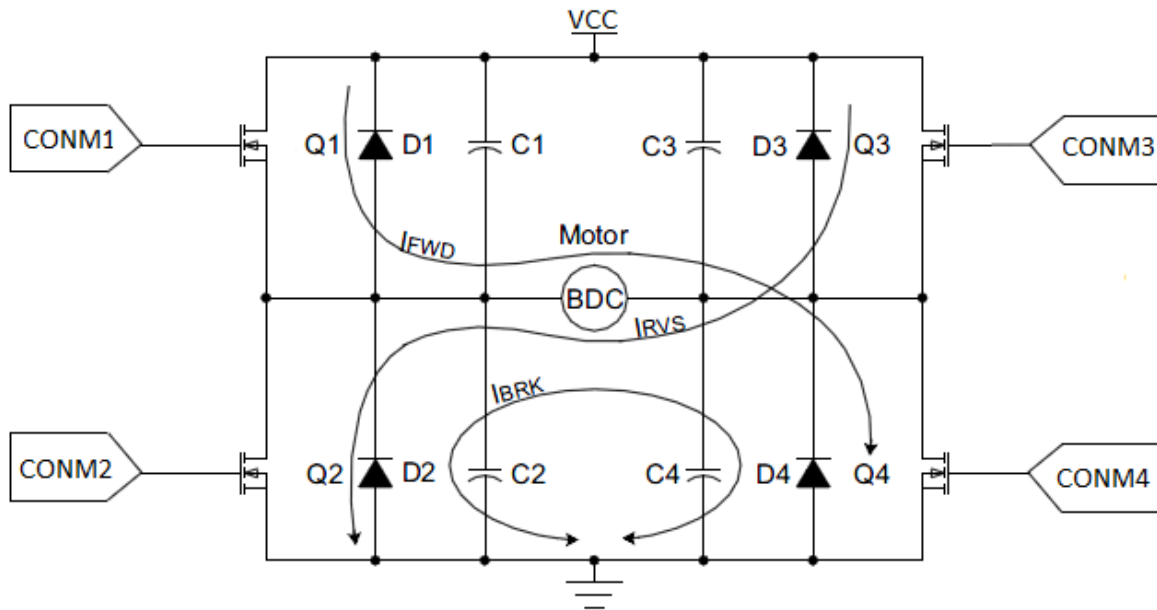 VCC
CONM1
Q1
D1
C1
C3
D3
Q3
CONM3
IFWD
Motor
BDC
IRVS
IBRK
CONM2
Q2
D2
C2
C4
D4
Q4
CONM4